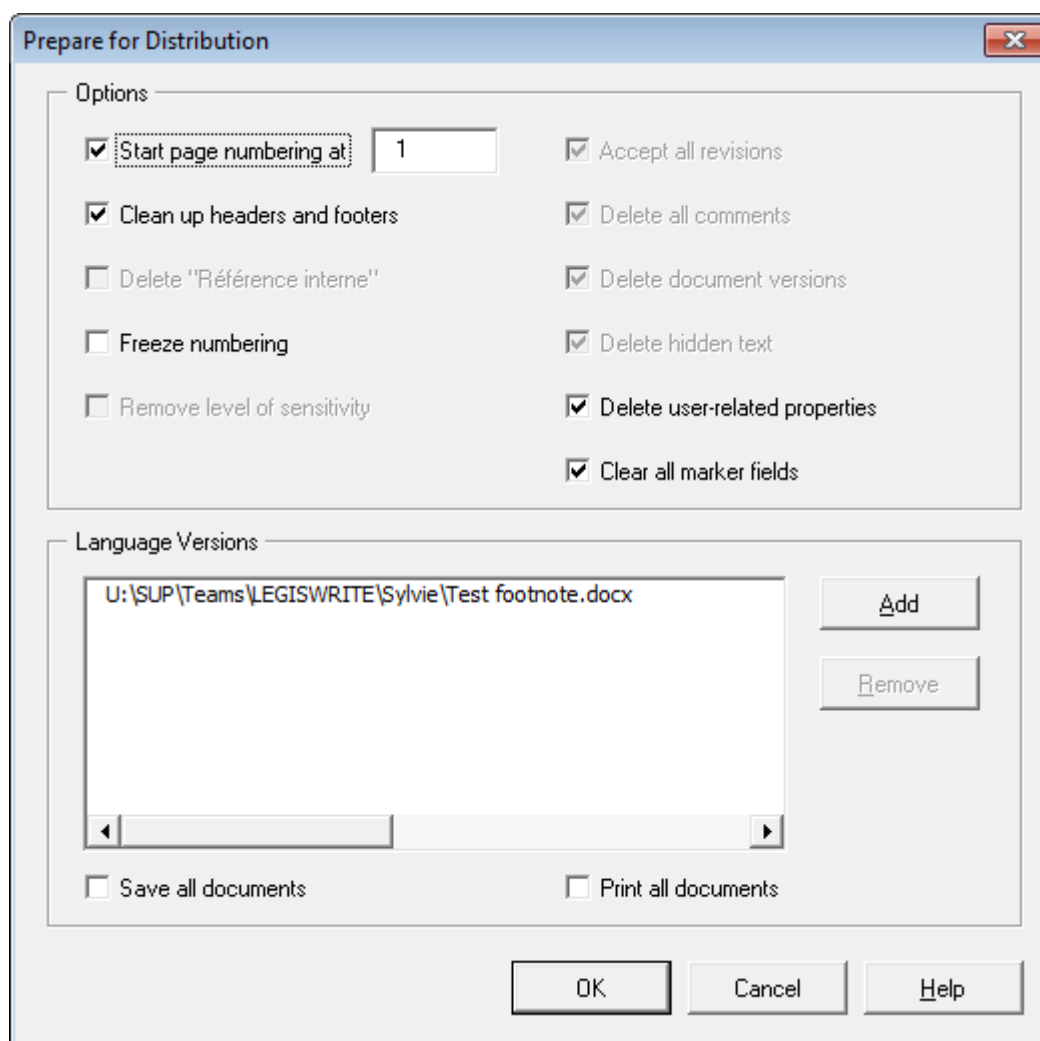 Prepare for Distribution
Options
Start page numbering at 1
Accept all revisions
Clean up headers and footers
Delete all comments
Delete "Référence interne"
Delete document versions
Freeze numbering
Delete hidden text
Remove level of sensitivity
Delete user-related properties
Clear all marker fields
Language Versions
U:\SUP\Teams\LEGISWRITE\Sylvie\Test footnote.docx
Add
Remove
Save all documents
Print all documents
OK
Cancel
Help